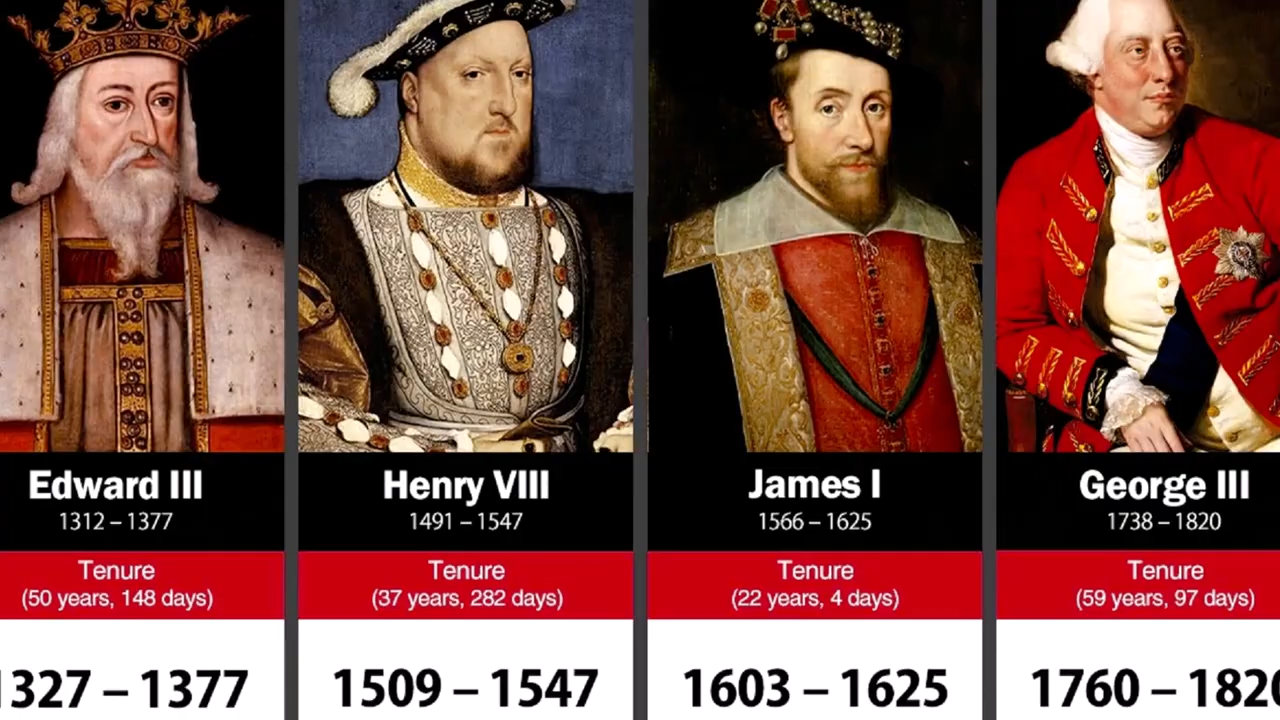 Edward III
1312 – 1377
Tenure
(50 years, 148 days)
1327 – 1377
Henry VIII
1491 – 1547
Tenure
(37 years, 282 days)
1509 – 1547
James I
1566 – 1625
Tenure
(22 years, 4 days)
1603 – 1625
George III
1738 – 1820
Tenure
(59 years, 97 days)
1760 – 1820